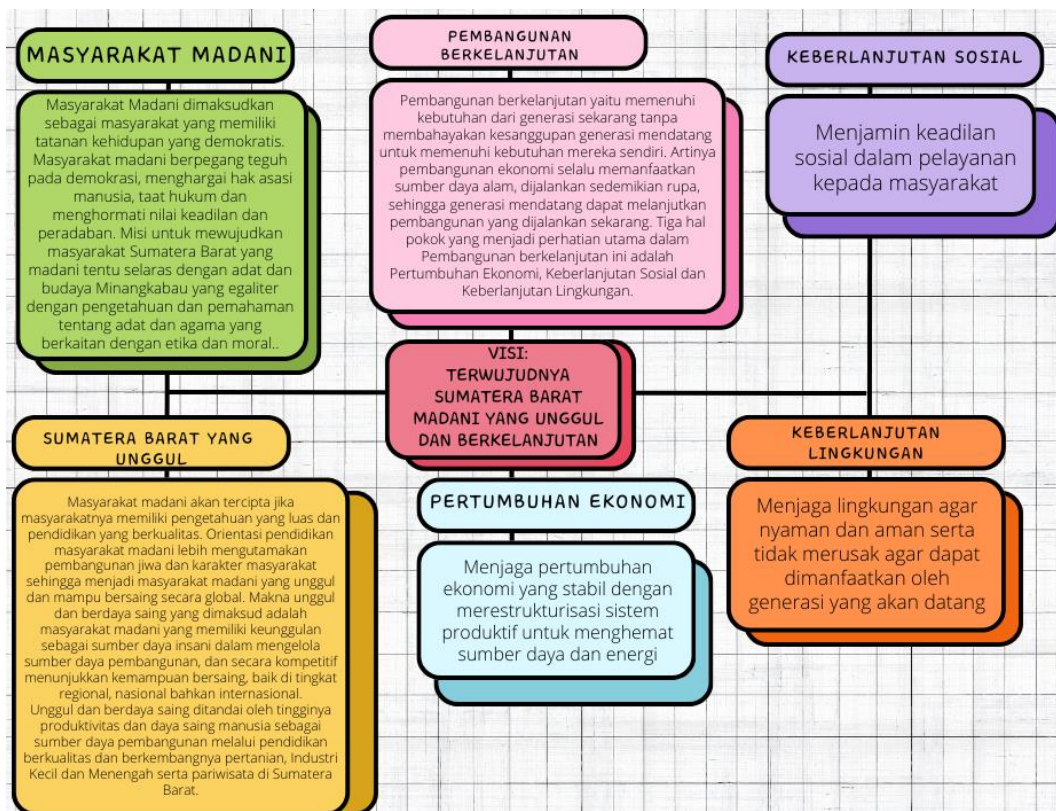 MASYARAKAT MADANI
Masyarakat Madani dimaksudkan
sebagai masyarakat yang memiliki
tatanan kehidupan yang demokratis.
Masyarakat madani berpegang teguh
pada demokrasi, menghargai hak asasi
manusia, taat hukum dan
menghormati nilai keadilan dan
peradaban. Misi untuk mewujudkan
masyarakat Sumatera Barat yang
madani tentu selaras dengan adat dan
budaya Minangkabau yang egaliter
dengan pengetahuan dan pemahaman
tentang adat dan agama yang
berkaitan dengan etika dan moral..
PEMBANGUNAN
BERKELANJUTAN
Pembangunan berkelanjutan yaitu memenuhi
kebutuhan dari generasi sekarang tanpa
membahayakan kesanggupan generasi mendatang
untuk memenuhi kebutuhan mereka sendiri. Artinya
pembangunan ekonomi selalu memanfaatkan
sumber daya alam, dijalankan sedemikian rupa,
sehingga generasi mendatang dapat melanjutkan
pembangunan yang dijalankan sekarang. Tiga hal
pokok yang menjadi perhatian utama dalam
Pembangunan berkelanjutan ini adalah
Pertumbuhan Ekonomi, Keberlanjutan Sosial dan
Keberlanjutan Lingkungan.
KEBERLANJUTAN SOSIAL
Menjamin keadilan
sosial dalam pelayanan
kepada masyarakat
VISI:
TERWUJUDNYA
SUMATERA BARAT
MADANI YANG UNGGUL
DAN BERKELANJUTAN
SUMATERA BARAT YANG
UNGGUL
Masyarakat madani akan tercipta jika
masyarakatnya memiliki pengetahuan yang luas dan
pendidikan yang berkualitas. Orientasi pendidikan
masyarakat madani lebih mengutamakan
pembangunan jiwa dan karakter masyarakat
sehingga menjadi masyarakat madani yang unggul
dan mampu bersaing secara global. Makna unggul
dan berdaya saing yang dimaksud adalah
masyarakat madani yang memiliki keunggulan
sebagai sumber daya insani dalam mengelola
sumber daya pembangunan, dan secara kompetitif
menunjukkan kemampuan bersaing, baik di tingkat
regional, nasional bahkan internasional.
Unggul dan berdaya saing ditandai oleh tingginya
produktivitas dan daya saing manusia sebagai
sumber daya pembangunan melalui pendidikan
berkualitas dan berkembangnya pertanian, Industri
Kecil dan Menengah serta pariwisata di Sumatera
Barat.
PERTUMBUHAN EKONOMI
Menjaga pertumbuhan
ekonomi yang stabil dengan
merestrukturisasi sistem
produktif untuk menghemat
sumber daya dan energi
KEBERLANJUTAN
LINGKUNGAN
Menjaga lingkungan agar
nyaman dan aman serta
tidak merusak agar dapat
dimanfaatkan oleh
generasi yang akan datang